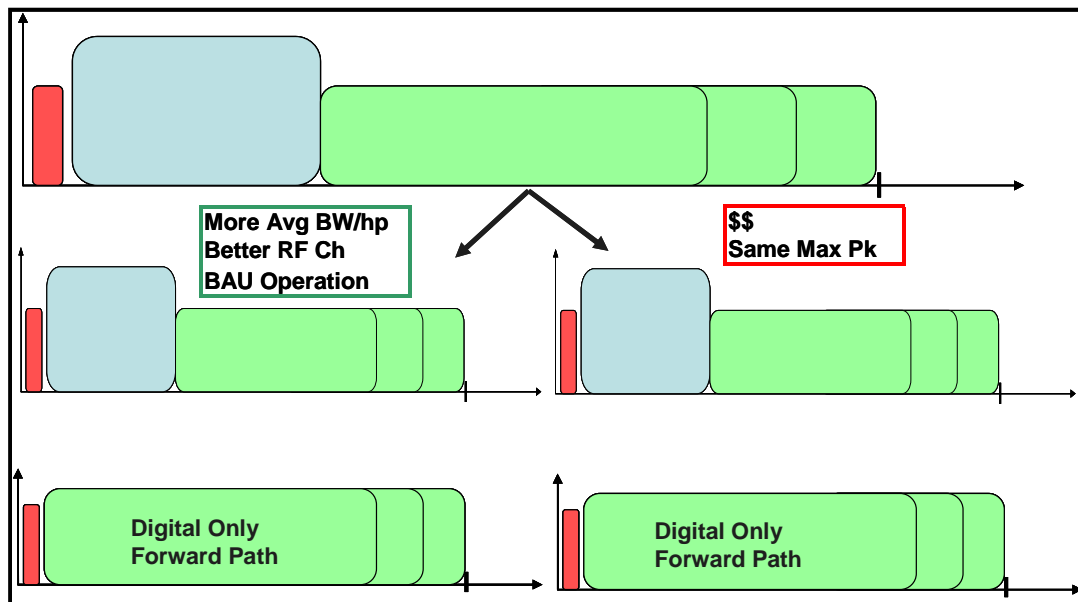 More Avg BW/hp
Better RF Ch
BAU Operation
$$
Same Max Pk
Digital Only
Forward Path
Digital Only
Forward Path